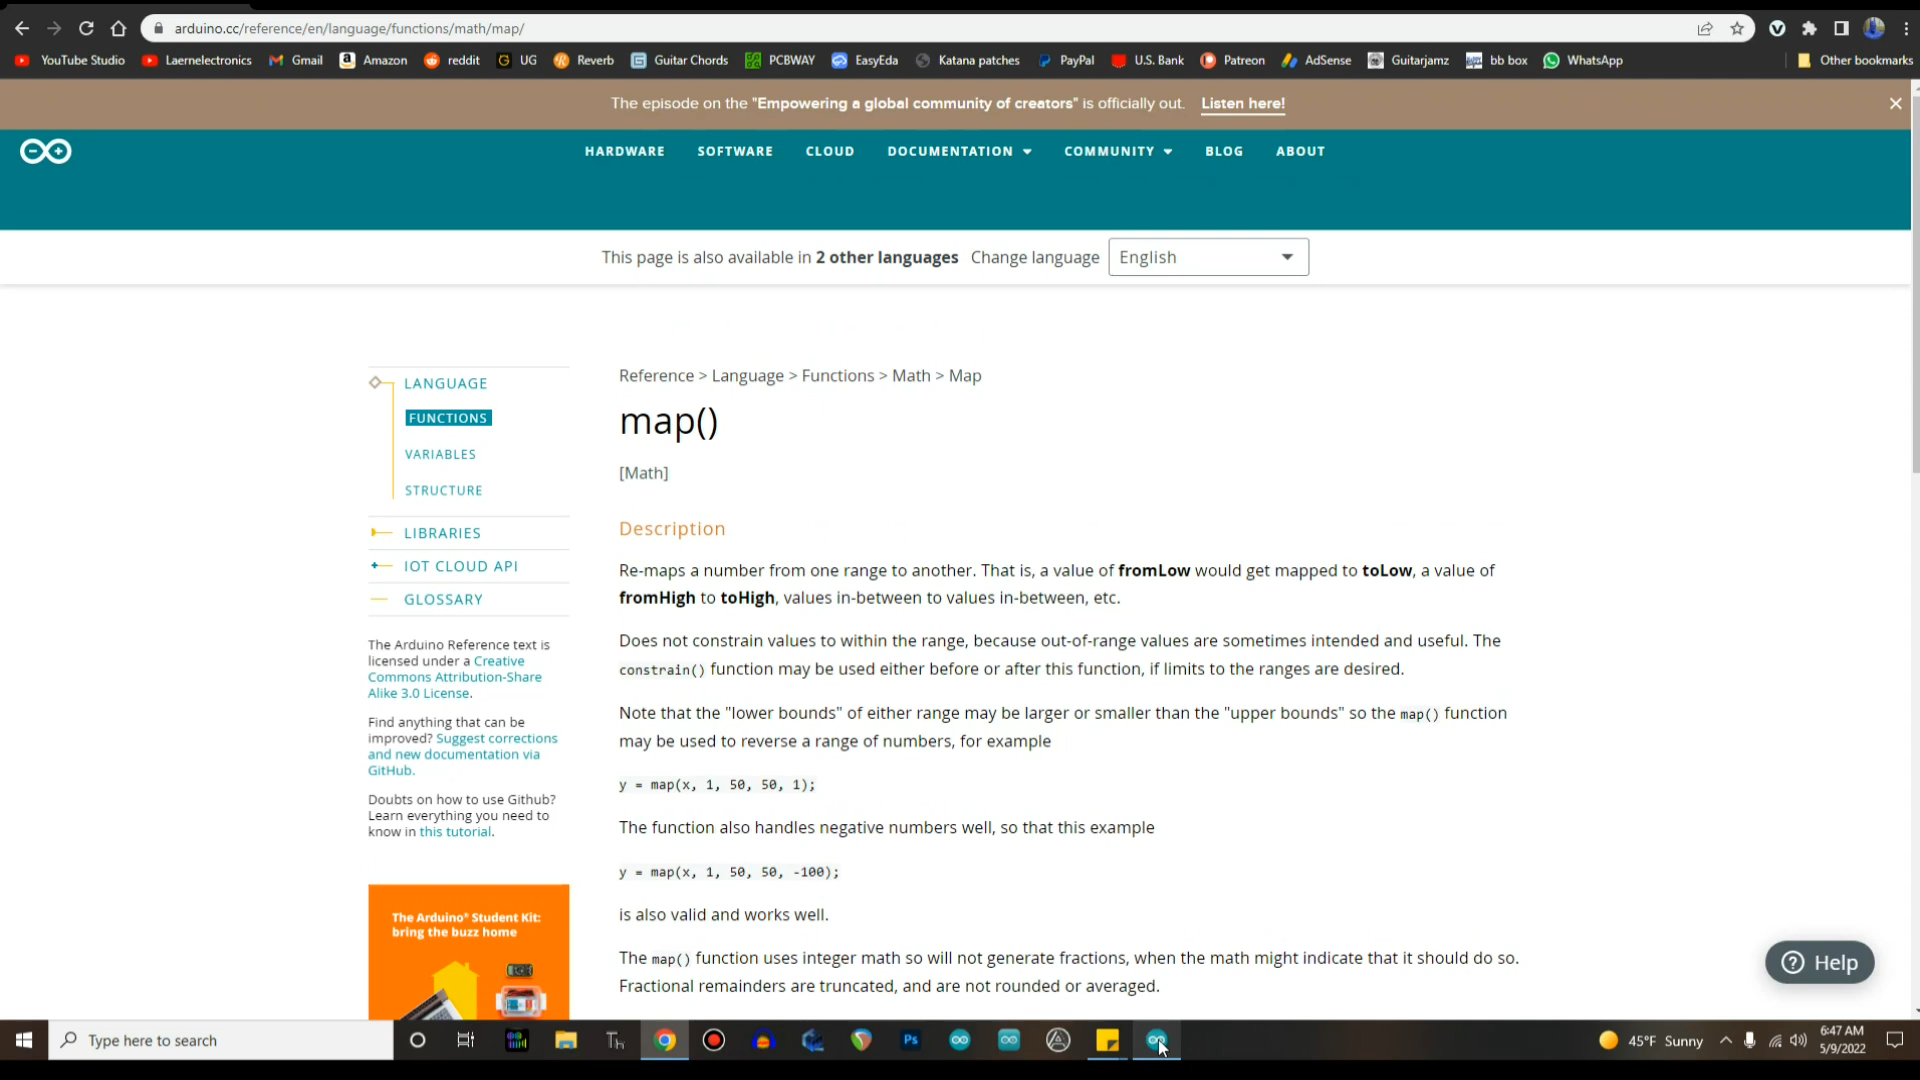 arduino.cc/reference/en/language/functions/math/map/
YouTube Studio Laernelectronics Gmail Amazon reddit UG Reverb Guitar Chords PCBWAY EasyEda Katana patches PayPal U.S. Bank Patreon AdSense Guitarjamz bb box WhatsApp Other bookmarks
The episode on the "Empowering a global community of creators" is officially out. Listen here!
HARDWARE SOFTWARE CLOUD DOCUMENTATION COMMUNITY BLOG ABOUT
This page is also available in 2 other languages Change language English
LANGUAGE
FUNCTIONS
VARIABLES
STRUCTURE
LIBRARIES
IOT CLOUD API
GLOSSARY
The Arduino Reference text is
licensed under a Creative
Commons Attribution-Share
Alike 3.0 License.
Find anything that can be
improved? Suggest corrections
and new documentation via
GitHub.
Doubts on how to use Github?
Learn everything you need to
know in this tutorial.
The Arduino® Student Kit:
bring the buzz home
Reference > Language > Functions > Math > Map
map()
[Math]
Description
Re-maps a number from one range to another. That is, a value of fromLow would get mapped to toLow, a value of
fromHigh to toHigh, values in-between to values in-between, etc.
Does not constrain values to within the range, because out-of-range values are sometimes intended and useful. The
constrain() function may be used either before or after this function, if limits to the ranges are desired.
Note that the "lower bounds" of either range may be larger or smaller than the "upper bounds" so the map() function
may be used to reverse a range of numbers, for example
y = map(x, 1, 50, 50, 1);
The function also handles negative numbers well, so that this example
y = map(x, 1, 50, 50, -100);
is also valid and works well.
The map() function uses integer math so will not generate fractions, when the math might indicate that it should do so.
Fractional remainders are truncated, and are not rounded or averaged.
Help
Type here to search
Th
Ps
45°F Sunny
6:47 AM
5/9/2022